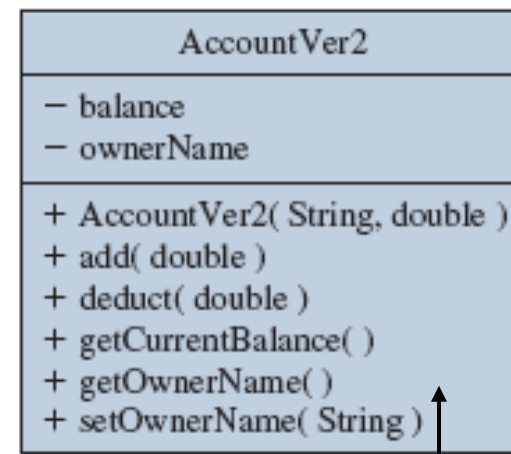 AccountVer2
− balance
− ownerName
+ AccountVer2( String, double )
+ add( double )
+ deduct( double )
+ getCurrentBalance( )
+ getOwnerName( )
+ setOwnerName( String )